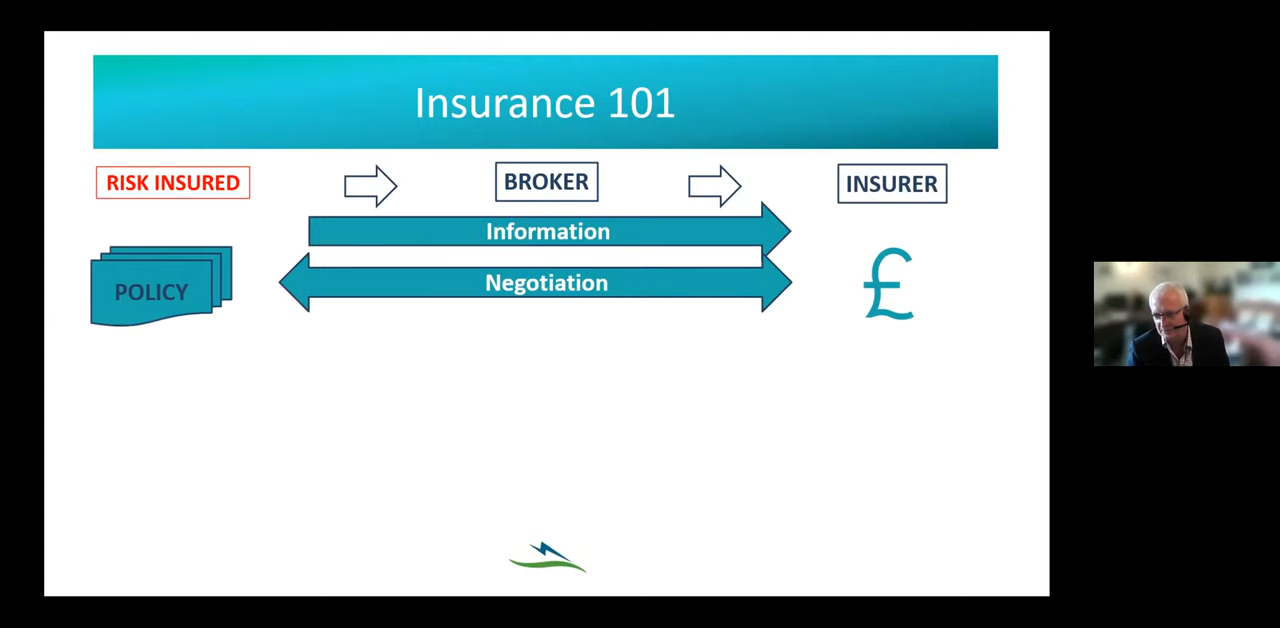 Insurance 101
RISK INSURED
BROKER
INSURER
Information
Negotiation
POLICY
£